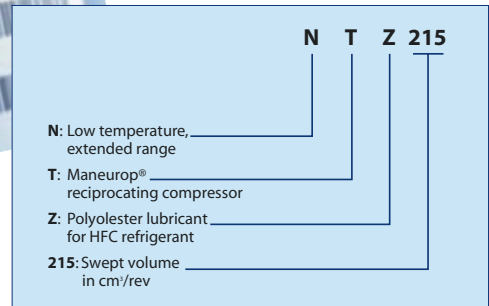 N T Z 215
N: Low temperature,
extended range
T: Maneurop®
reciprocating compressor
Z: Polyolester lubricant
for HFC refrigerant
215: Swept volume
in cm³/rev